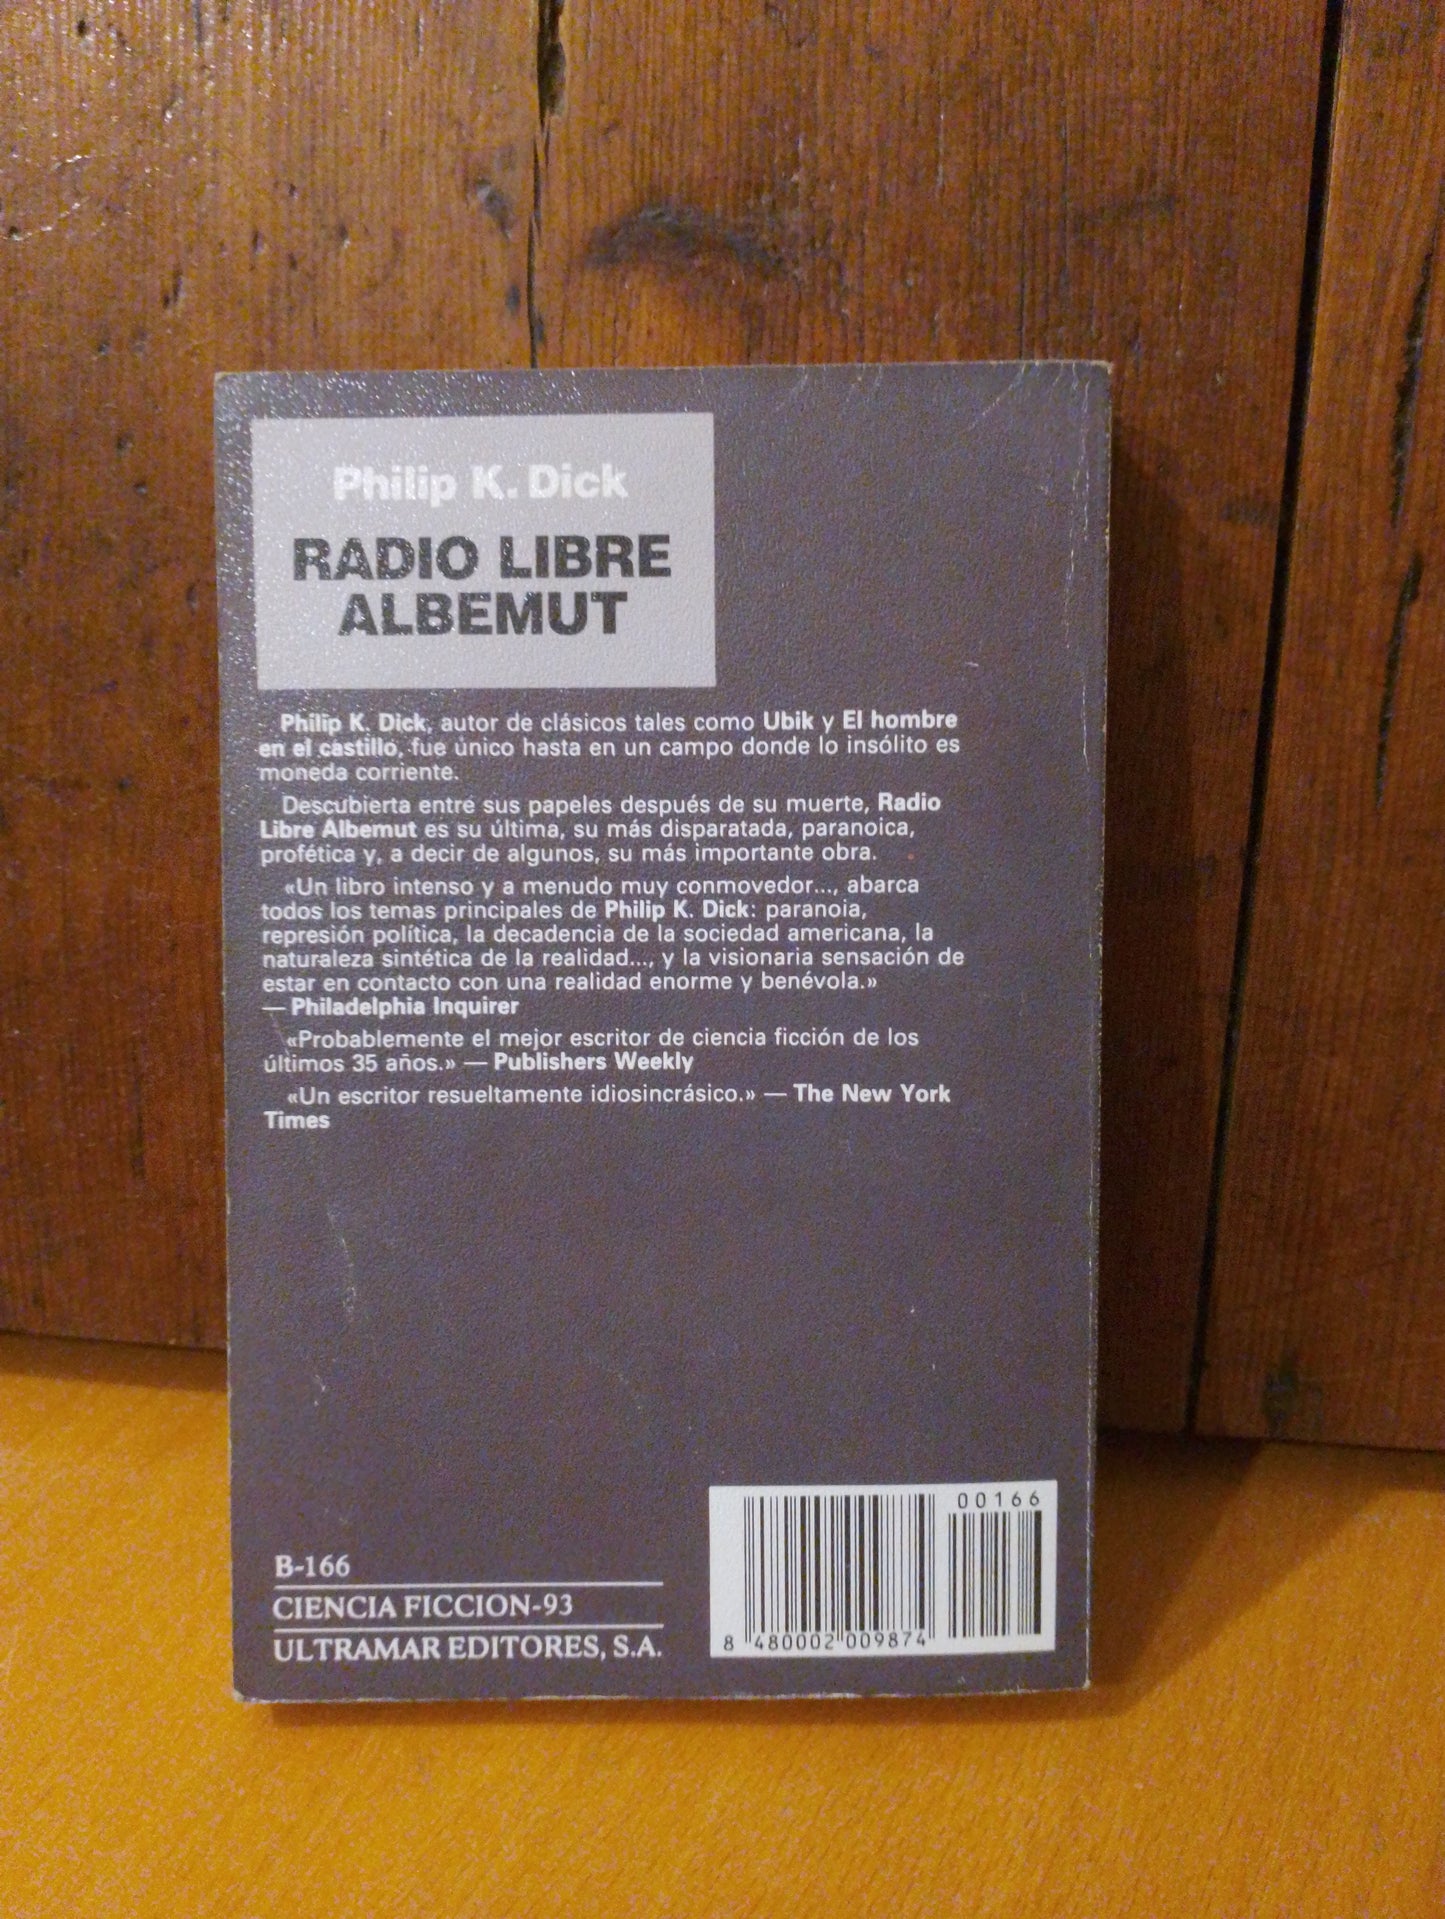 Philip K. Dick
RADIO LIBRE
ALBEMUT
Philip K. Dick, autor de clásicos tales como Ubik y El hombre
en el castillo, fue único hasta en un campo donde lo insólito es
moneda corriente.
Descubierta entre sus papeles después de su muerte, Radio
Libre Albemut es su última, su más disparatada, paranoica,
profética y, a decir de algunos, su más importante obra.
«Un libro intenso y a menudo muy conmovedor..., abarca
todos los temas principales de Philip K. Dick: paranoia,
represión política, la decadencia de la sociedad americana, la
naturaleza sintética de la realidad..., y la visionaria sensación de
estar en contacto con una realidad enorme y benévola.»
— Philadelphia Inquirer
«Probablemente el mejor escritor de ciencia ficción de los
últimos 35 años.» — Publishers Weekly
«Un escritor resueltamente idiosincrásico.» — The New York
Times
B-166
CIENCIA FICCION-93
ULTRAMAR EDITORES, S.A.
00166
8 480002 009874